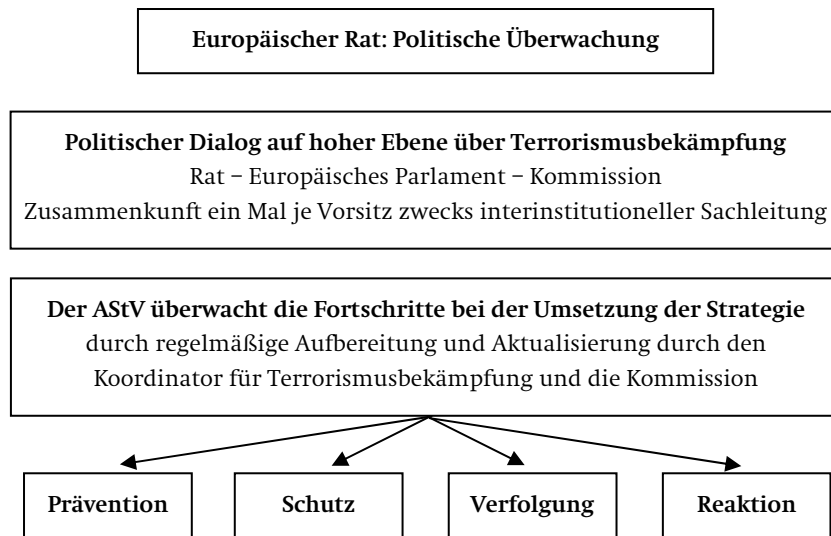 Europäischer Rat: Politische Überwachung
Politischer Dialog auf hoher Ebene über Terrorismusbekämpfung
Rat – Europäisches Parlament – Kommission
Zusammenkunft ein Mal je Vorsitz zwecks interinstitutioneller Sachleitung
Der AStV überwacht die Fortschritte bei der Umsetzung der Strategie
durch regelmäßige Aufbereitung und Aktualisierung durch den
Koordinator für Terrorismusbekämpfung und die Kommission
Prävention
Schutz
Verfolgung
Reaktion